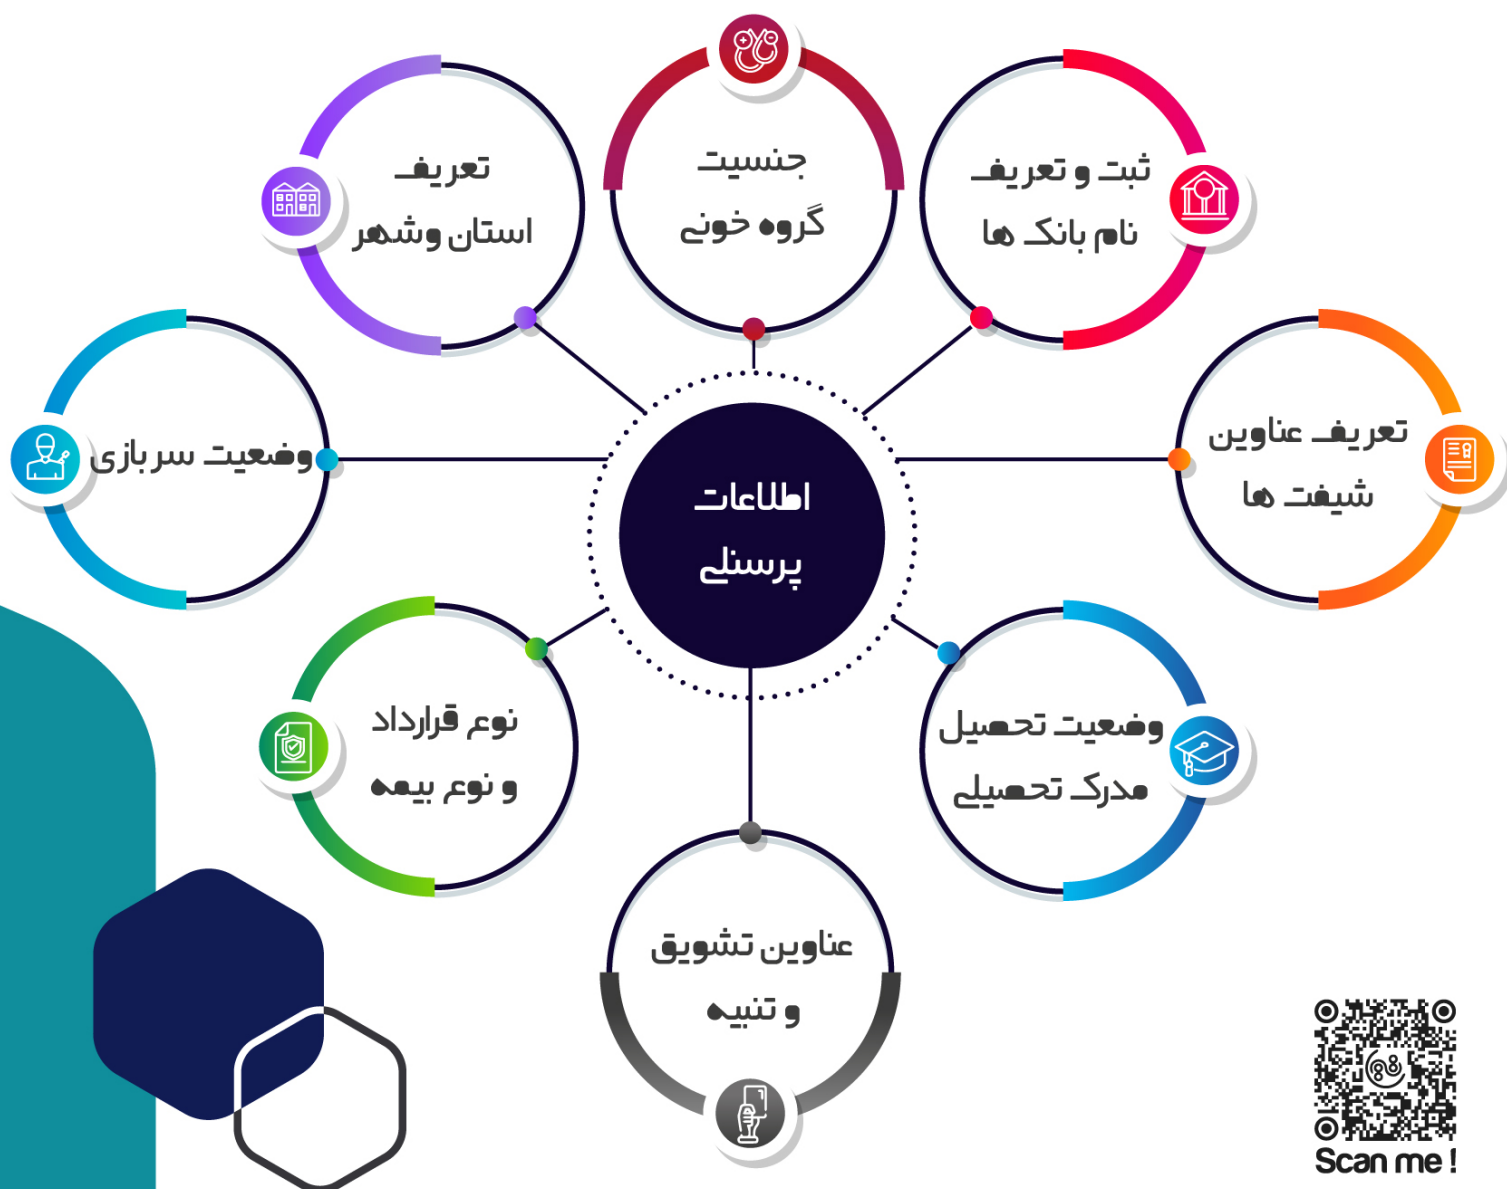 جنسیت
گروه خونی
ثبت و تعریف
نام بانک ها
تعریف
استان وشهر
تعریف عناوین
شیفت ها
وضعیت سربازی
اطلاعات
پرسنلی
وضعیت تحصیل
مدرک تحصیلی
نوع قرارداد
و نوع بیمه
عناوین تشویق
و تنبیه
Scan me !